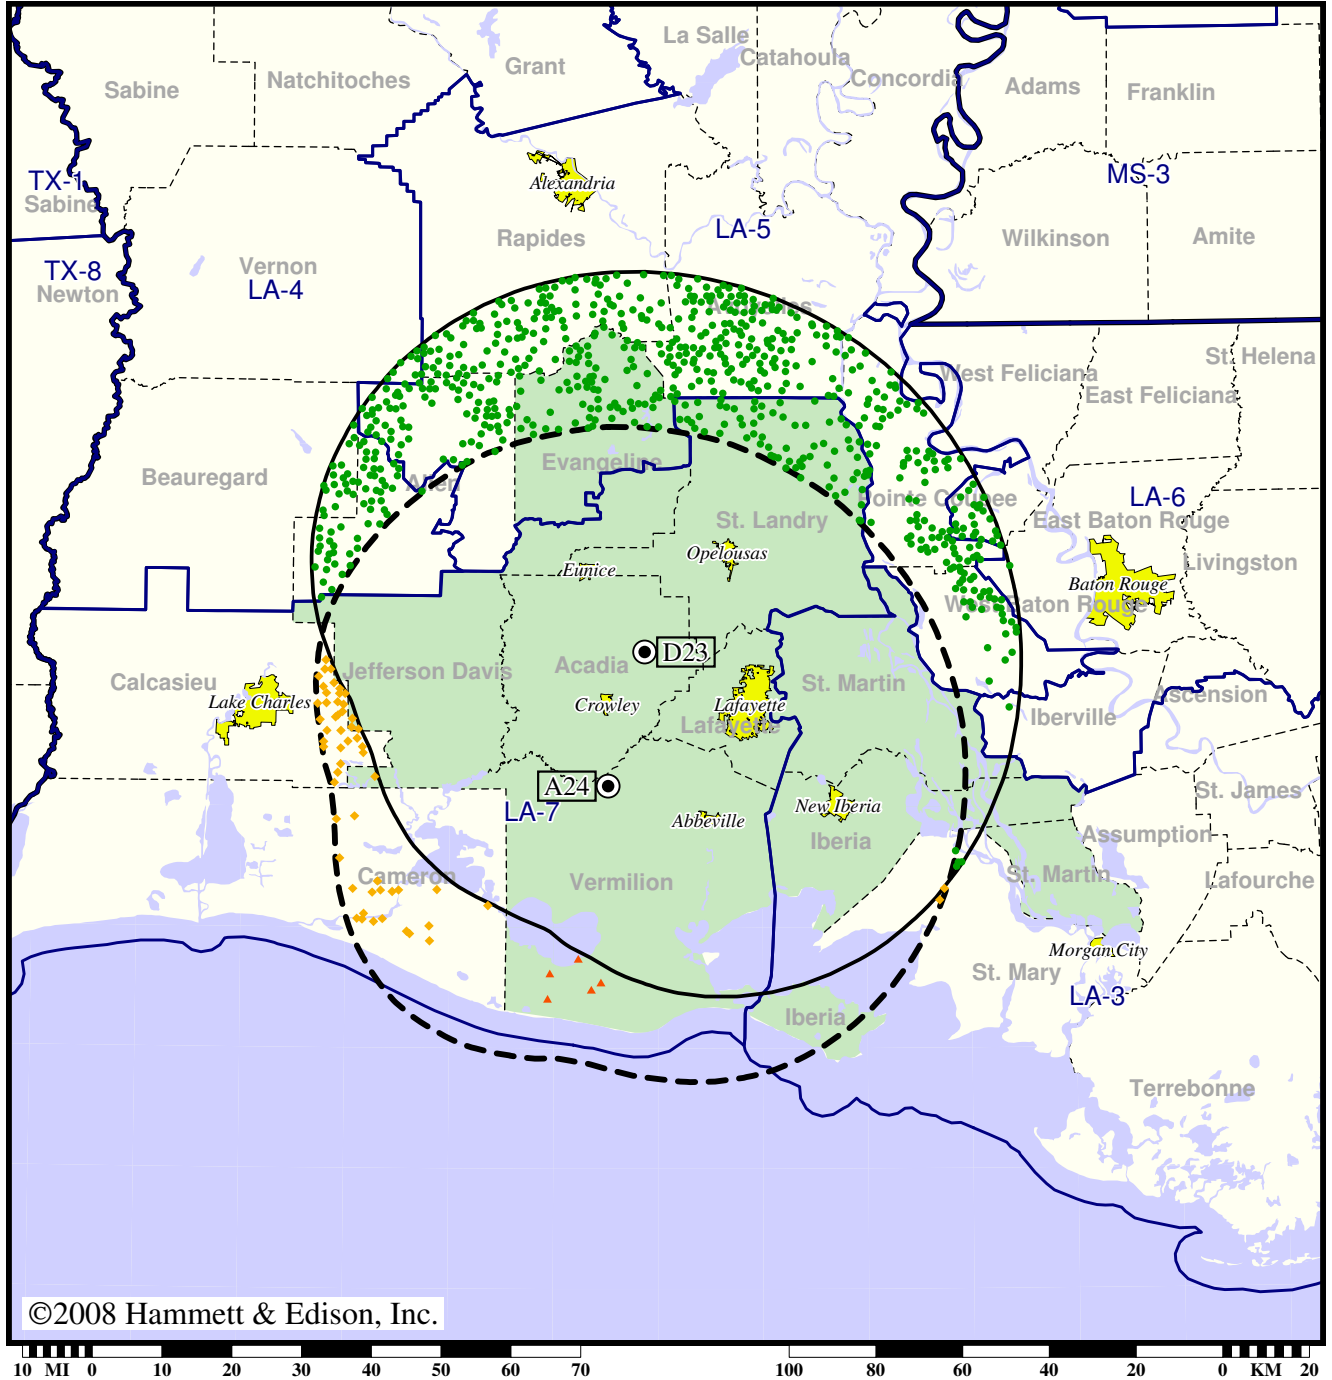 La Salle
Catahoula
Grant
Natchitoches
Sabine
Concordia
Adams
Franklin
TX-1
Sabine
Alexandria
MS-3
LA-5
Rapides
Wilkinson
Amite
TX-8
Newton
Vernon
LA-4
St. Helena
West Feliciana
East Feliciana
Evangeline
Beauregard
Allen
Pointe Coupee
LA-6
St. Landry
East Baton Rouge
Opelousas
Livingston
Eunice
Baton Rouge
West Baton Rouge
D23
Acadia
Jefferson Davis
Calcasieu
St. Martin
Ascension
Lake Charles
Crowley
Lafayette
Lafayette
Iberville
A24
LA-7
St. James
New Iberia
Abbeville
Iberia
Assumption
Cameron
Vermilion
St. Martin
Lafourche
Morgan City
St. Mary
LA-3
Iberia
Terrebonne
©2008 Hammett & Edison, Inc.
10 MI 0 10 20 30 40 50 60 70 100 80 60 40 20 0 KM 20